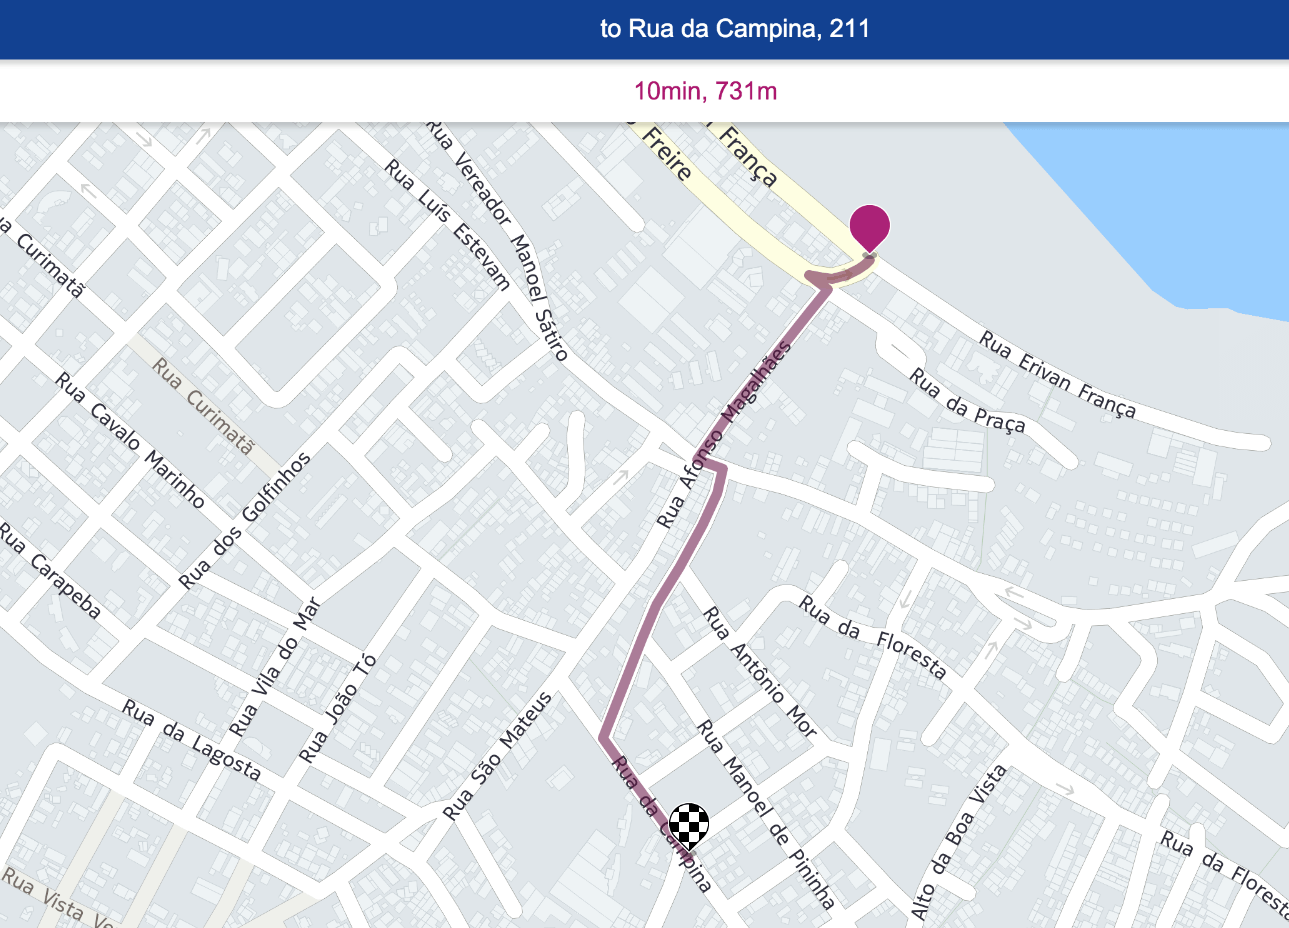 to Rua da Campina, 211
10min, 731m
Freire
França
Rua Vereador Manoel Sátiro
Rua Luís Estevam
Curimatã
Rua Curimatã
Rua Erivan França
Rua da Praça
Rua Afonso Magalhães
Rua Cavalo Marinho
Rua dos Golfinhos
Rua Carapeba
Rua Vila do Mar
Rua João Tó
Rua da Floresta
Rua Antônio Mor
Rua da Lagosta
Rua São Mateus
Rua Manoel de Pininha
Rua da Campina
Alto da Boa Vista
Rua da Floresta
Rua Vista Ve